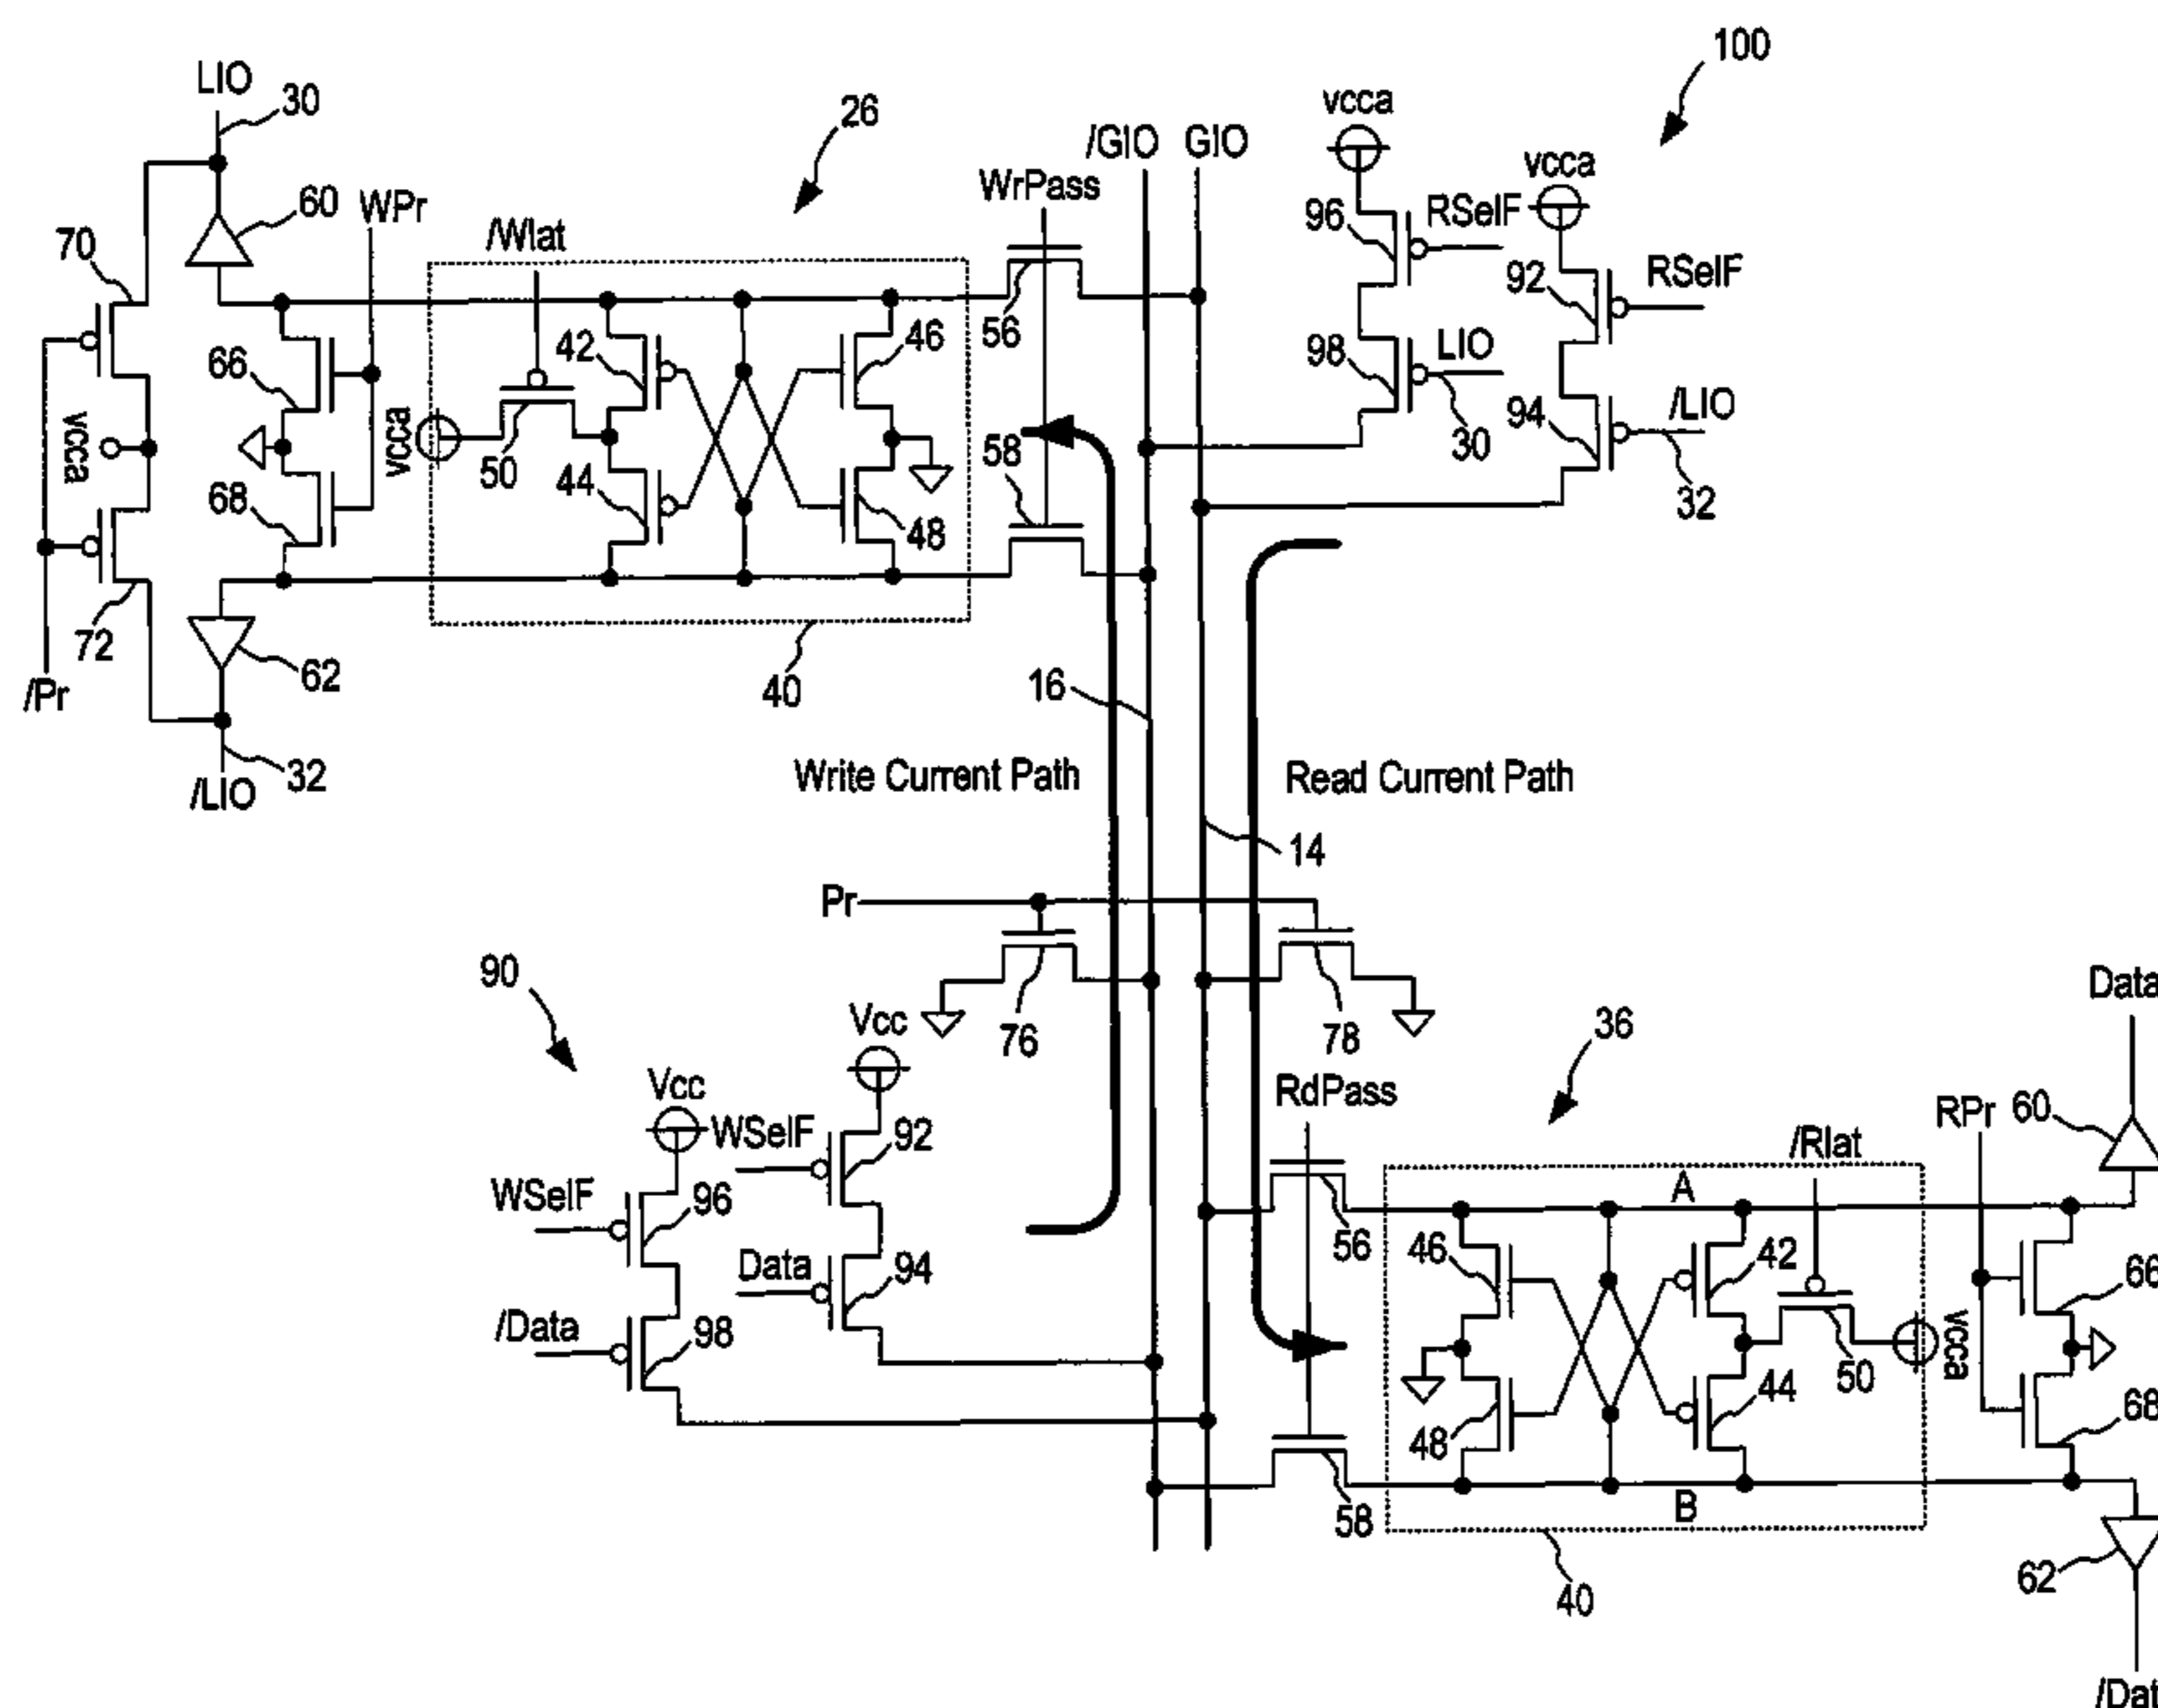 100
LIO
30
vcca
26
/GIO
GIO
vcca
WrPass
60
WPr
96
RSelF
70
/Wlat
92
RSelF
56
42
46
66
98
LIO
/LIO
vcca
vcca
94
58
30
50
44
68
48
32
72
62
/Pr
40
16
32
/LIO
Write Current Path
Read Current Path
14
Pr
90
Data
Vcc
76
78
36
Vcc
RdPass
WSelF
92
RPr
60
/Rlat
WSelF
96
A
56
46
42
66
Data
94
/Data
98
vcca
50
44
68
48
B
58
62
40
/Dat